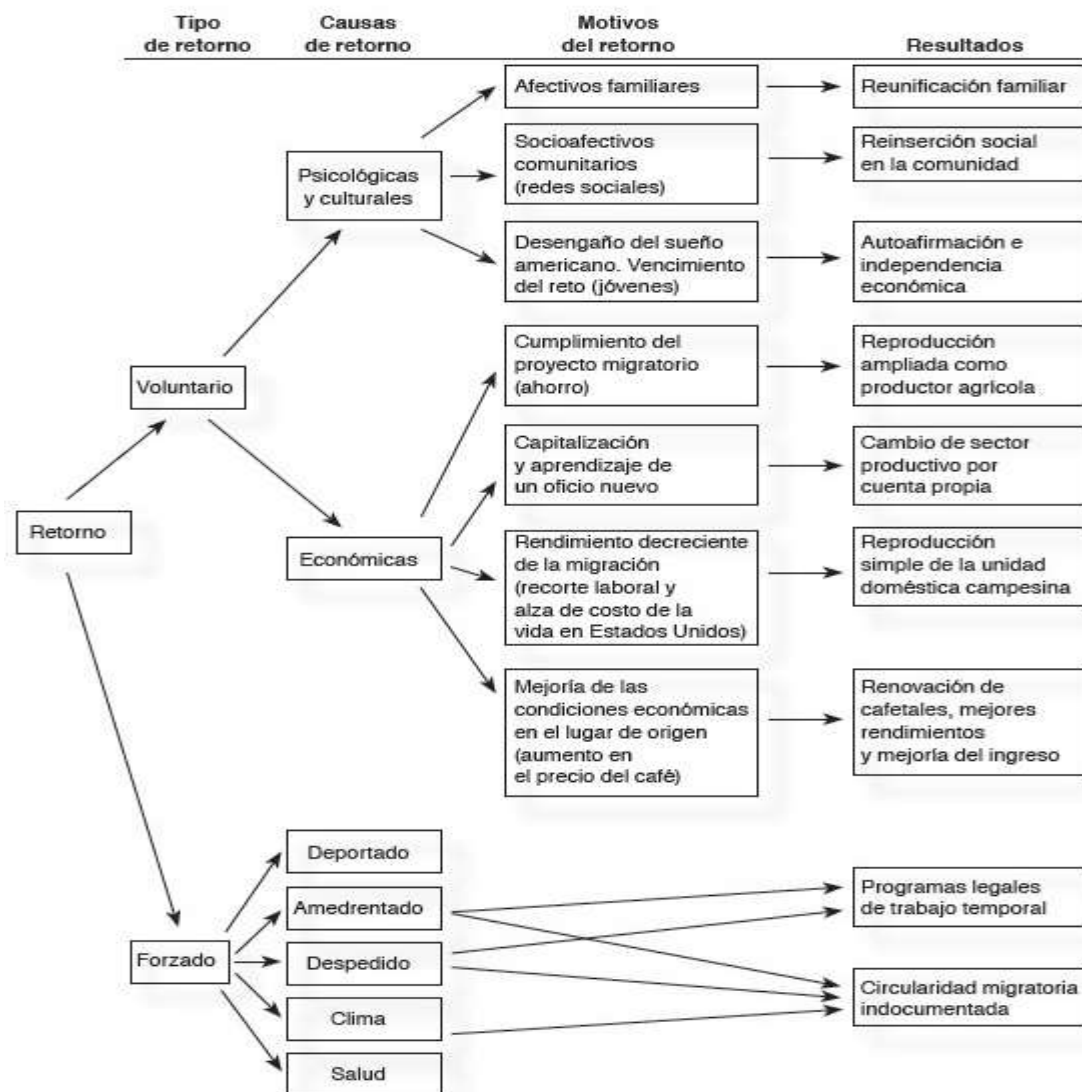 Tipo
de retorno
Causas
de retorno
Motivos
del retorno
Resultados
Afectivos familiares
Reunificación familiar
Socioafectivos
comunitarios
(redes sociales)
Reinserción social
en la comunidad
Psicológicas
y culturales
Desengaño del sueño
americano. Vencimiento
del reto (jóvenes)
Autoafirmación e
independencia
económica
Voluntario
Cumplimiento del
proyecto migratorio
(ahorro)
Reproducción
ampliada como
productor agrícola
Capitalización
y aprendizaje de
un oficio nuevo
Cambio de sector
productivo por
cuenta propia
Retorno
Económicas
Rendimiento decreciente
de la migración
(recorte laboral y
alza de costo de la
vida en Estados Unidos)
Reproducción
simple de la unidad
doméstica campesina
Mejoría de las
condiciones económicas
en el lugar de origen
(aumento en
el precio del café)
Renovación de
cafetales, mejores
rendimientos
y mejoría del ingreso
Forzado
Deportado
Amedrentado
Despedido
Clima
Salud
Programas legales
de trabajo temporal
Circularidad migratoria
indocumentada